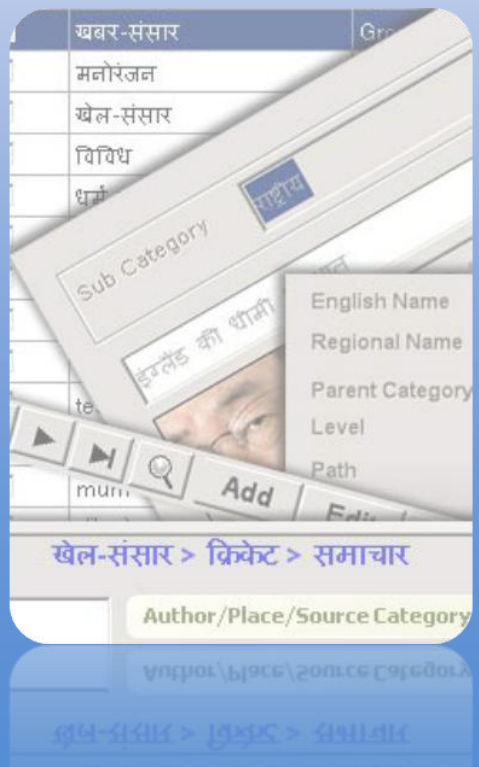 खबर-संसार
मनोरंजन
खेल-संसार
विविध
Sub Category राष्ट्रीय
इंग्लैंड की धीमी
English Name
Regional Name
Parent Category
Level
Path
Add
खेल-संसार > क्रिकेट > समाचार
Author/Place/Source Category